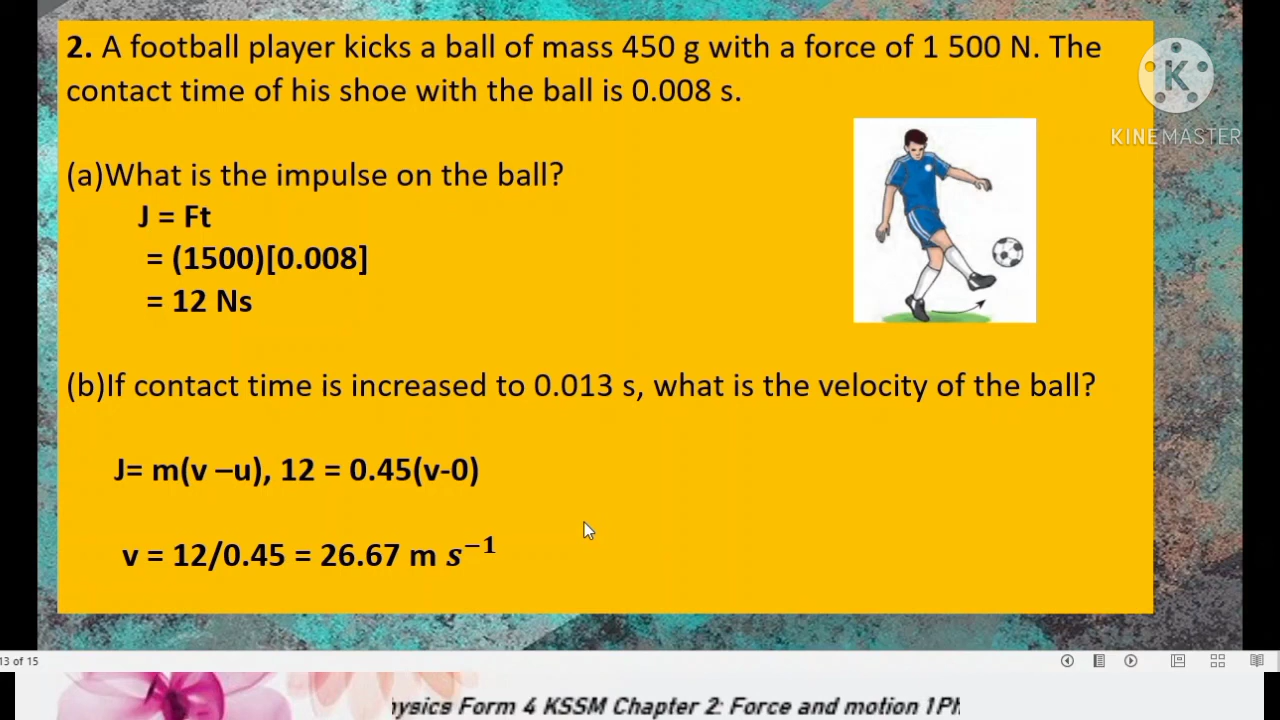 2. A football player kicks a ball of mass 450 g with a force of 1 500 N. The
contact time of his shoe with the ball is 0.008 s.
K
KINEMASTER
(a)What is the impulse on the ball?
J = Ft
= (1500)[0.008]
= 12 Ns
(b)If contact time is increased to 0.013 s, what is the velocity of the ball?
J= m(v –u), 12 = 0.45(v-0)
v = 12/0.45 = 26.67 m s⁻¹
13 of 15
hysics Form 4 KSSM Chapter 2: Force and motion 1Ph